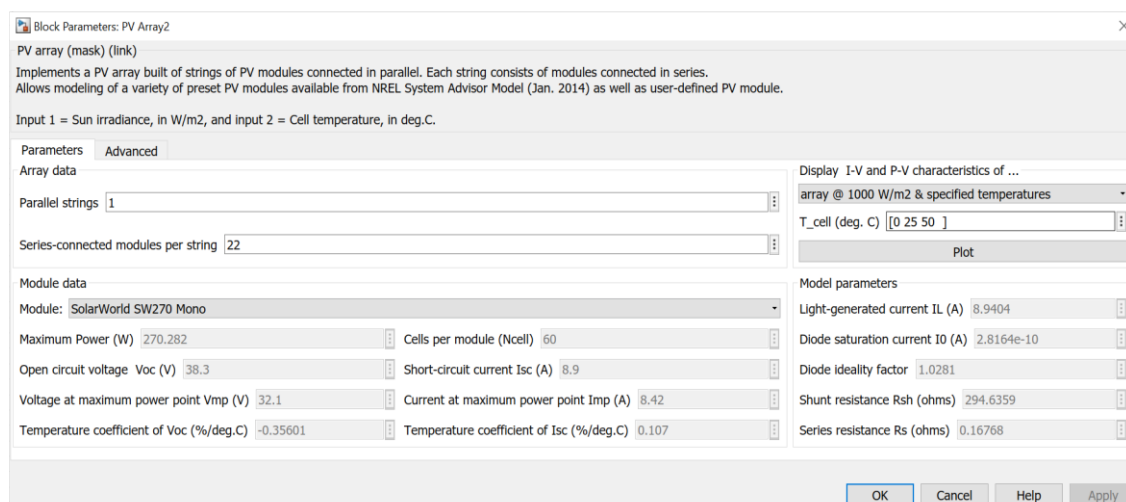 Block Parameters: PV Array2
PV array (mask) (link)
Implements a PV array built of strings of PV modules connected in parallel. Each string consists of modules connected in series.
Allows modeling of a variety of preset PV modules available from NREL System Advisor Model (Jan. 2014) as well as user-defined PV module.
Input 1 = Sun irradiance, in W/m2, and input 2 = Cell temperature, in deg.C.
Parameters Advanced
Array data
Parallel strings 1
Series-connected modules per string 22
Display I-V and P-V characteristics of ...
array @ 1000 W/m2 & specified temperatures
T_cell (deg. C) [0 25 50 ]
Plot
Module data
Module: SolarWorld SW270 Mono
Maximum Power (W) 270.282 Cells per module (Ncell) 60
Open circuit voltage Voc (V) 38.3 Short-circuit current Isc (A) 8.9
Voltage at maximum power point Vmp (V) 32.1 Current at maximum power point Imp (A) 8.42
Temperature coefficient of Voc (%/deg.C) -0.35601 Temperature coefficient of Isc (%/deg.C) 0.107
Model parameters
Light-generated current IL (A) 8.9404
Diode saturation current I0 (A) 2.8164e-10
Diode ideality factor 1.0281
Shunt resistance Rsh (ohms) 294.6359
Series resistance Rs (ohms) 0.16768
OK Cancel Help Apply